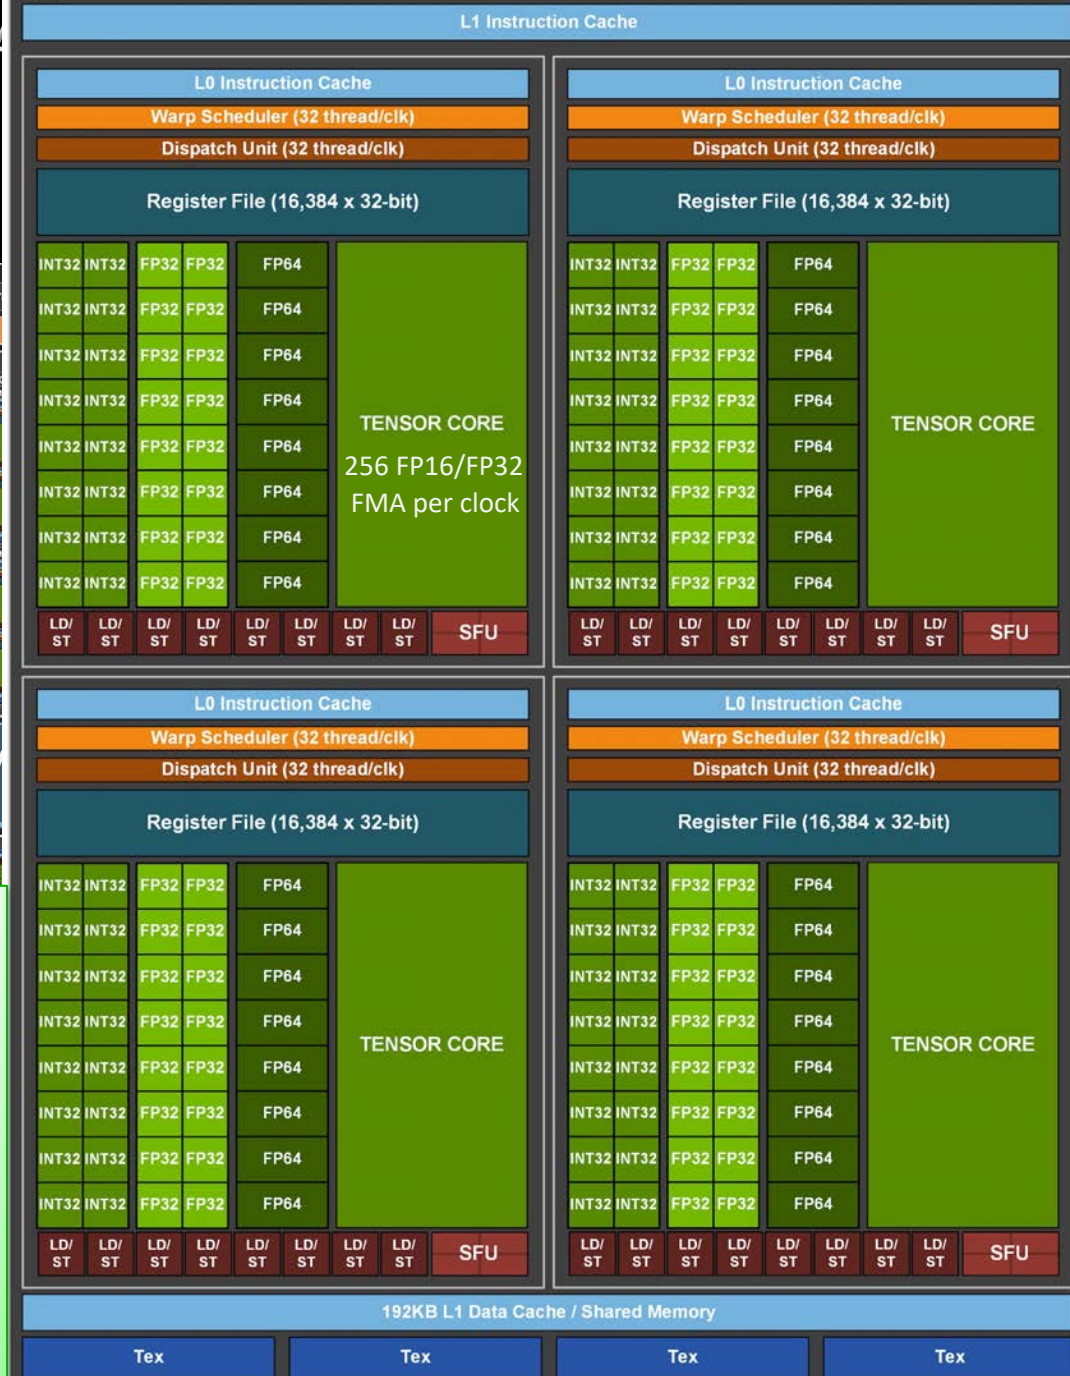 L1 Instruction Cache
L0 Instruction Cache
Warp Scheduler (32 thread/clk)
Dispatch Unit (32 thread/clk)
Register File (16,384 x 32-bit)
INT32 INT32 FP32 FP32 FP64
INT32 INT32 FP32 FP32 FP64
INT32 INT32 FP32 FP32 FP64
INT32 INT32 FP32 FP32 FP64
INT32 INT32 FP32 FP32 FP64
INT32 INT32 FP32 FP32 FP64
INT32 INT32 FP32 FP32 FP64
INT32 INT32 FP32 FP32 FP64
TENSOR CORE
256 FP16/FP32
FMA per clock
LD/ LD/ LD/ LD/ LD/ LD/ LD/ LD/
ST ST ST ST ST ST ST ST
SFU
L0 Instruction Cache
Warp Scheduler (32 thread/clk)
Dispatch Unit (32 thread/clk)
Register File (16,384 x 32-bit)
INT32 INT32 FP32 FP32 FP64
INT32 INT32 FP32 FP32 FP64
INT32 INT32 FP32 FP32 FP64
INT32 INT32 FP32 FP32 FP64
INT32 INT32 FP32 FP32 FP64
INT32 INT32 FP32 FP32 FP64
INT32 INT32 FP32 FP32 FP64
INT32 INT32 FP32 FP32 FP64
TENSOR CORE
LD/ LD/ LD/ LD/ LD/ LD/ LD/ LD/
ST ST ST ST ST ST ST ST
SFU
L0 Instruction Cache
Warp Scheduler (32 thread/clk)
Dispatch Unit (32 thread/clk)
Register File (16,384 x 32-bit)
INT32 INT32 FP32 FP32 FP64
INT32 INT32 FP32 FP32 FP64
INT32 INT32 FP32 FP32 FP64
INT32 INT32 FP32 FP32 FP64
INT32 INT32 FP32 FP32 FP64
INT32 INT32 FP32 FP32 FP64
INT32 INT32 FP32 FP32 FP64
INT32 INT32 FP32 FP32 FP64
TENSOR CORE
LD/ LD/ LD/ LD/ LD/ LD/ LD/ LD/
ST ST ST ST ST ST ST ST
SFU
L0 Instruction Cache
Warp Scheduler (32 thread/clk)
Dispatch Unit (32 thread/clk)
Register File (16,384 x 32-bit)
INT32 INT32 FP32 FP32 FP64
INT32 INT32 FP32 FP32 FP64
INT32 INT32 FP32 FP32 FP64
INT32 INT32 FP32 FP32 FP64
INT32 INT32 FP32 FP32 FP64
INT32 INT32 FP32 FP32 FP64
INT32 INT32 FP32 FP32 FP64
INT32 INT32 FP32 FP32 FP64
TENSOR CORE
LD/ LD/ LD/ LD/ LD/ LD/ LD/ LD/
ST ST ST ST ST ST ST ST
SFU
192KB L1 Data Cache / Shared Memory
Tex Tex Tex Tex